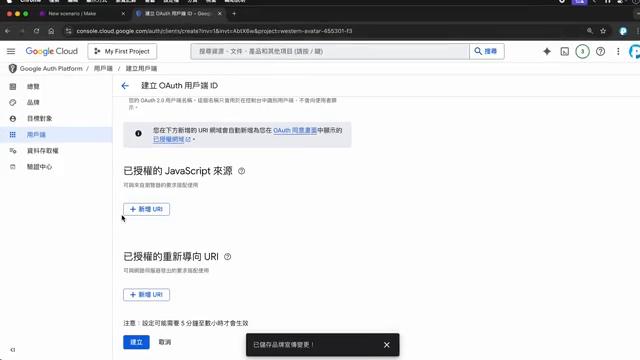 New scenario | Make
建立 OAuth 用戶端 ID – Goo
console.cloud.google.com/auth/clients/create?inv=1&invt=AbtX6w&project=western-avatar-455301-f3
Google Cloud
My First Project
搜尋資源、文件、產品和其他項目 (請按 /)
搜尋
3
Google Auth Platform / 用戶端 / 建立用戶端
總覽
品牌
目標對象
用戶端
資料存取權
驗證中心
建立 OAuth 用戶端 ID
您的 OAuth 2.0 用戶端名稱。這個名稱只會用於在控制台中識別用戶端,不會向使用者顯
示。
您在下方新增的 URI 網域會自動新增為您在 OAuth 同意畫面中顯示的
已授權網域。
已授權的 JavaScript 來源
可與來自瀏覽器的要求搭配使用
+ 新增 URI
已授權的重新導向 URI
可與網路伺服器發出的要求搭配使用
+ 新增 URI
注意:設定可能需要 5 分鐘至數小時才會生效
建立
取消
已儲存品牌宣傳變更!